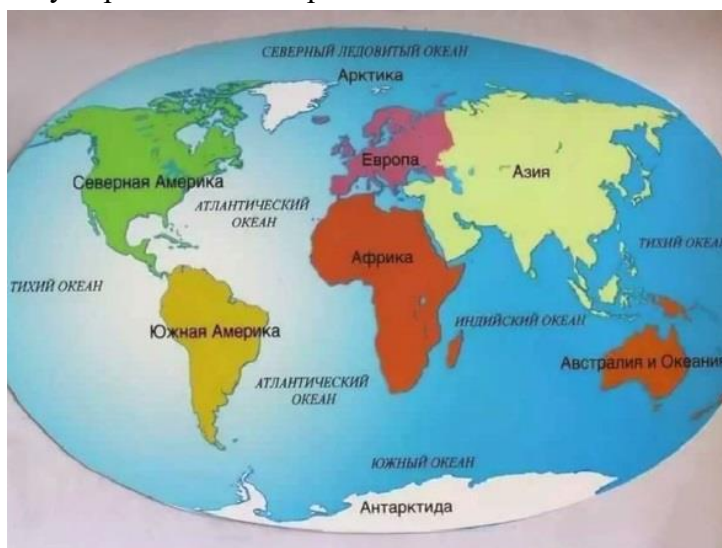 СЕВЕРНЫЙ ЛЕДОВИТЫЙ ОКЕАН
Арктика
Европа
Азия
Северная Америка
АТЛАНТИЧЕСКИЙ
ОКЕАН
ТИХИЙ ОКЕАН
Африка
ТИХИЙ ОКЕАН
ИНДИЙСКИЙ ОКЕАН
Южная Америка
Австралия и Океания
АТЛАНТИЧЕСКИЙ
ОКЕАН
ЮЖНЫЙ ОКЕАН
Антарктида